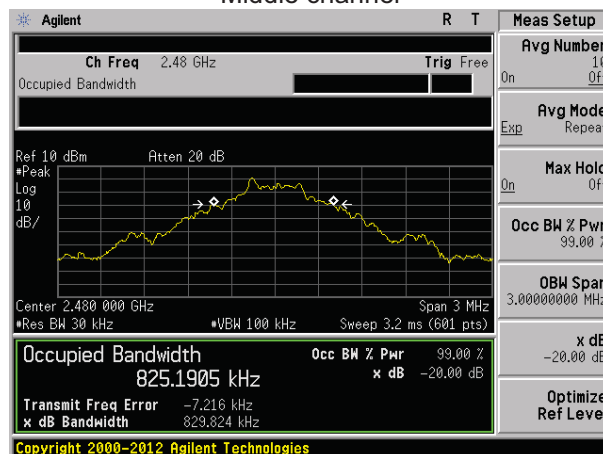 Middle channel
Agilent R T
Ch Freq 2.48 GHz Trig Free
Occupied Bandwidth
Ref 10 dBm Atten 20 dB
#Peak
Log
10
dB/
Center 2.480 000 GHz Span 3 MHz
#Res BW 30 kHz #VBW 100 kHz Sweep 3.2 ms (601 pts)
Occupied Bandwidth Occ BW % Pwr 99.00 %
825.1905 kHz x dB -20.00 dB
Transmit Freq Error -7.216 kHz
x dB Bandwidth 829.824 kHz
Copyright 2000-2012 Agilent Technologies
Meas Setup
Avg Number
10
On Off
Avg Mode
Exp Repeat
Max Hold
On Off
Occ BW % Pwr
99.00 %
OBW Span
3.00000000 MHz
x dB
-20.00 dB
Optimize
Ref Level